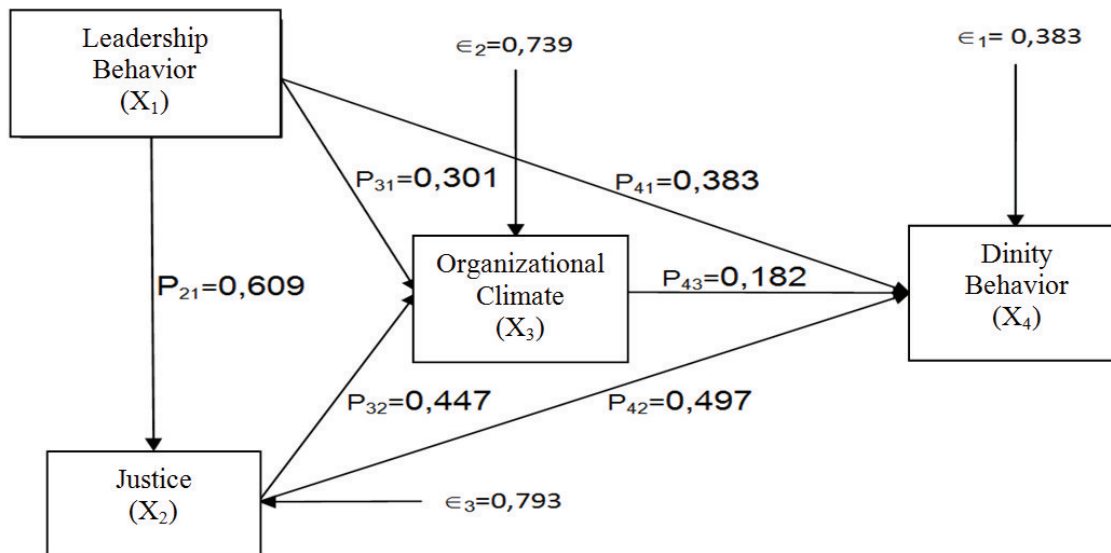 Leadership
Behavior
(X₁)
∈₂=0,739
∈₁= 0,383
P₃₁=0,301
P₄₁=0,383
P₂₁=0,609
Organizational
Climate
(X₃)
P₄₃=0,182
Dinity
Behavior
(X₄)
P₃₂=0,447
P₄₂=0,497
Justice
(X₂)
∈₃=0,793